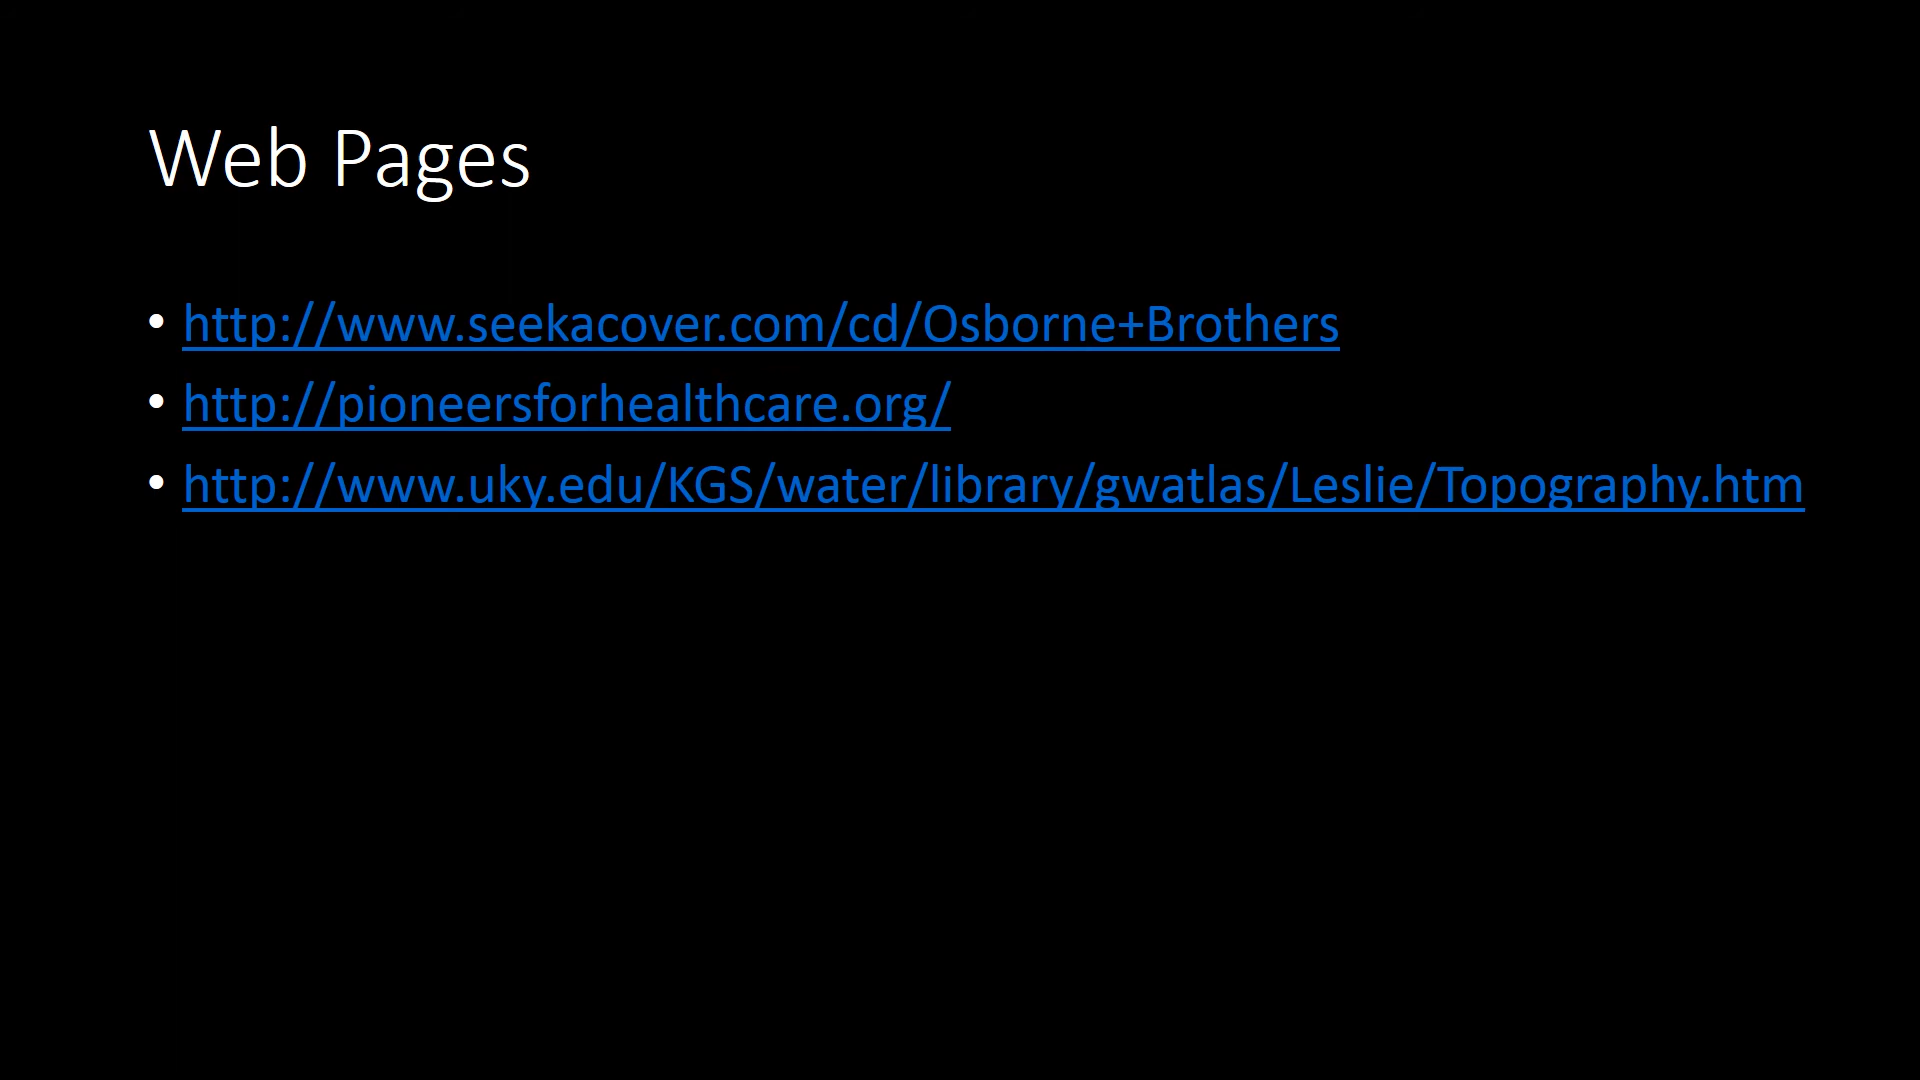 Web Pages
• http://www.seekacover.com/cd/Osborne+Brothers
• http://pioneersforhealthcare.org/
• http://www.uky.edu/KGS/water/library/gwatlas/Leslie/Topography.htm